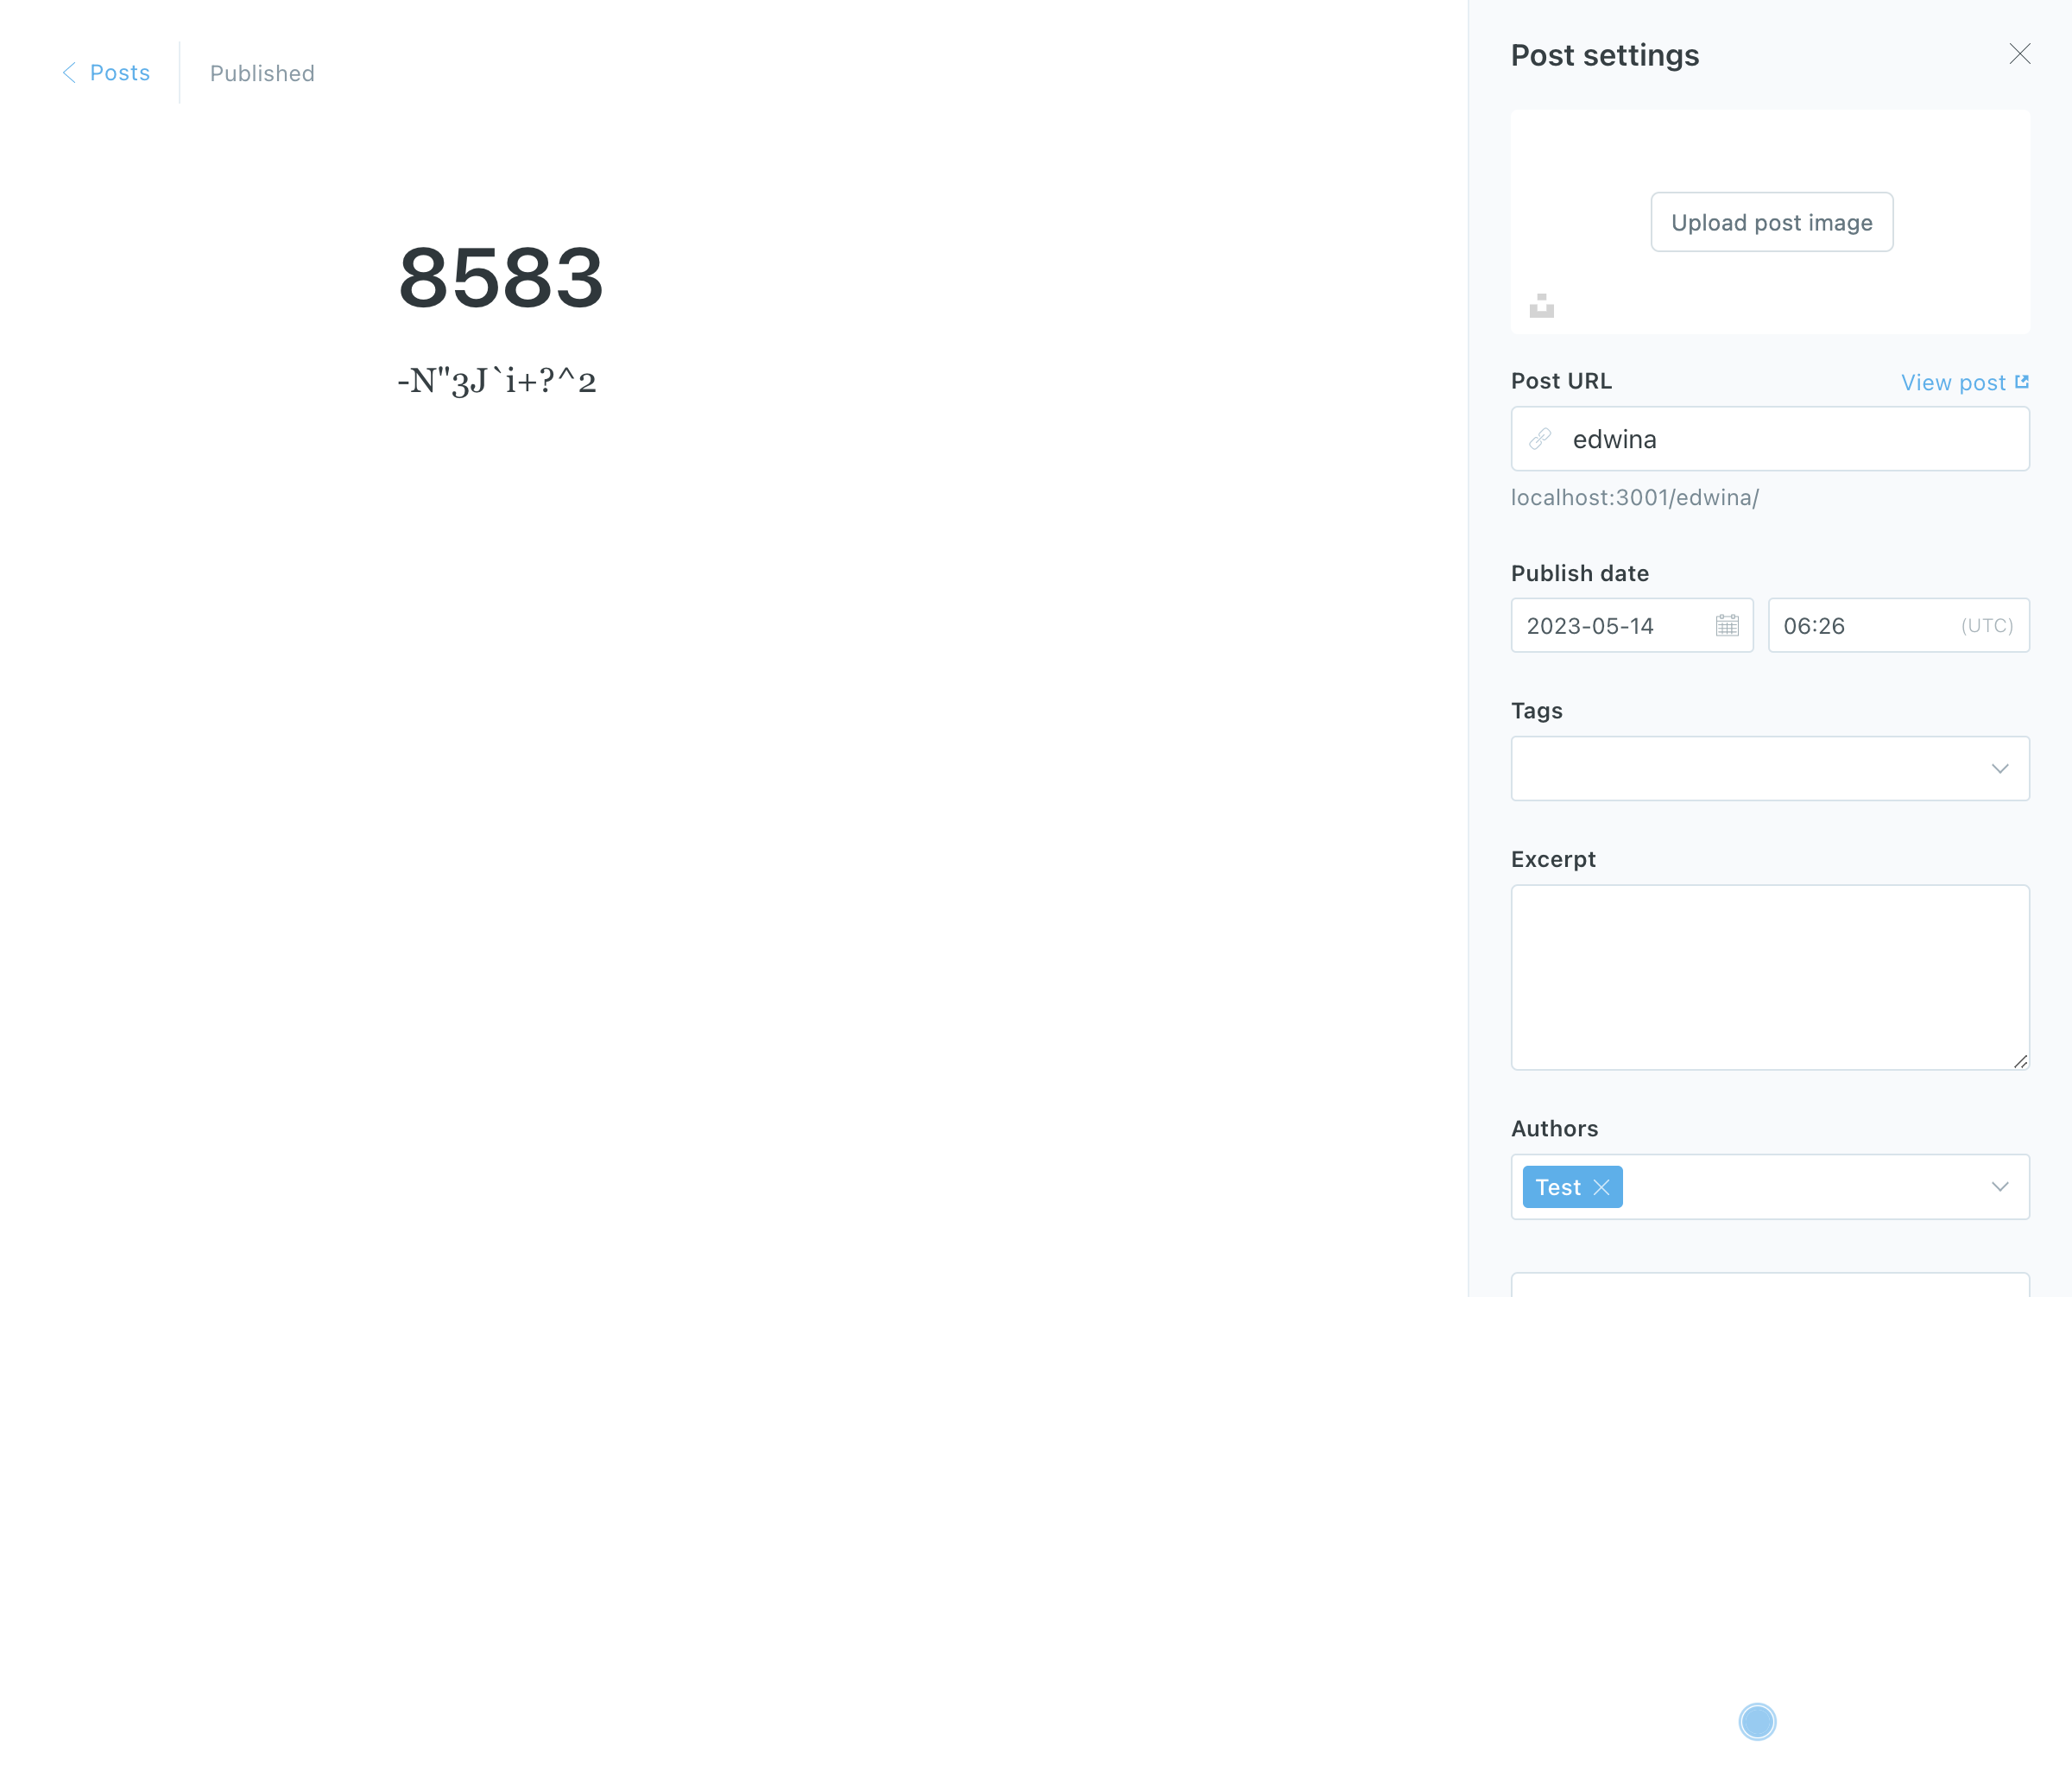 Posts
Published
8583
-N"3J`i+?^2
Post settings
Upload post image
Post URL
View post
edwina
localhost:3001/edwina/
Publish date
2023-05-14
06:26
(UTC)
Tags
Excerpt
Authors
Test